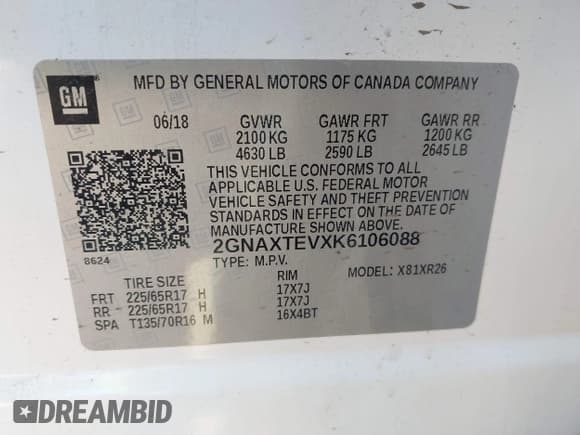 GM
MFD BY GENERAL MOTORS OF CANADA COMPANY
06/18 GVWR GAWR FRT GAWR RR
2100 KG 1175 KG 1200 KG
4630 LB 2590 LB 2645 LB
THIS VEHICLE CONFORMS TO ALL
APPLICABLE U.S. FEDERAL MOTOR
VEHICLE SAFETY AND THEFT PREVENTION
STANDARDS IN EFFECT ON THE DATE OF
MANUFACTURE SHOWN ABOVE.
2GNAXTEVXK6106088
8624
TYPE: M.P.V. MODEL: X81XR26
TIRE SIZE RIM
FRT 225/65R17 H 17X7J
RR 225/65R17 H 17X7J
SPA T135/70R16 M 16X4BT
DREAMBID